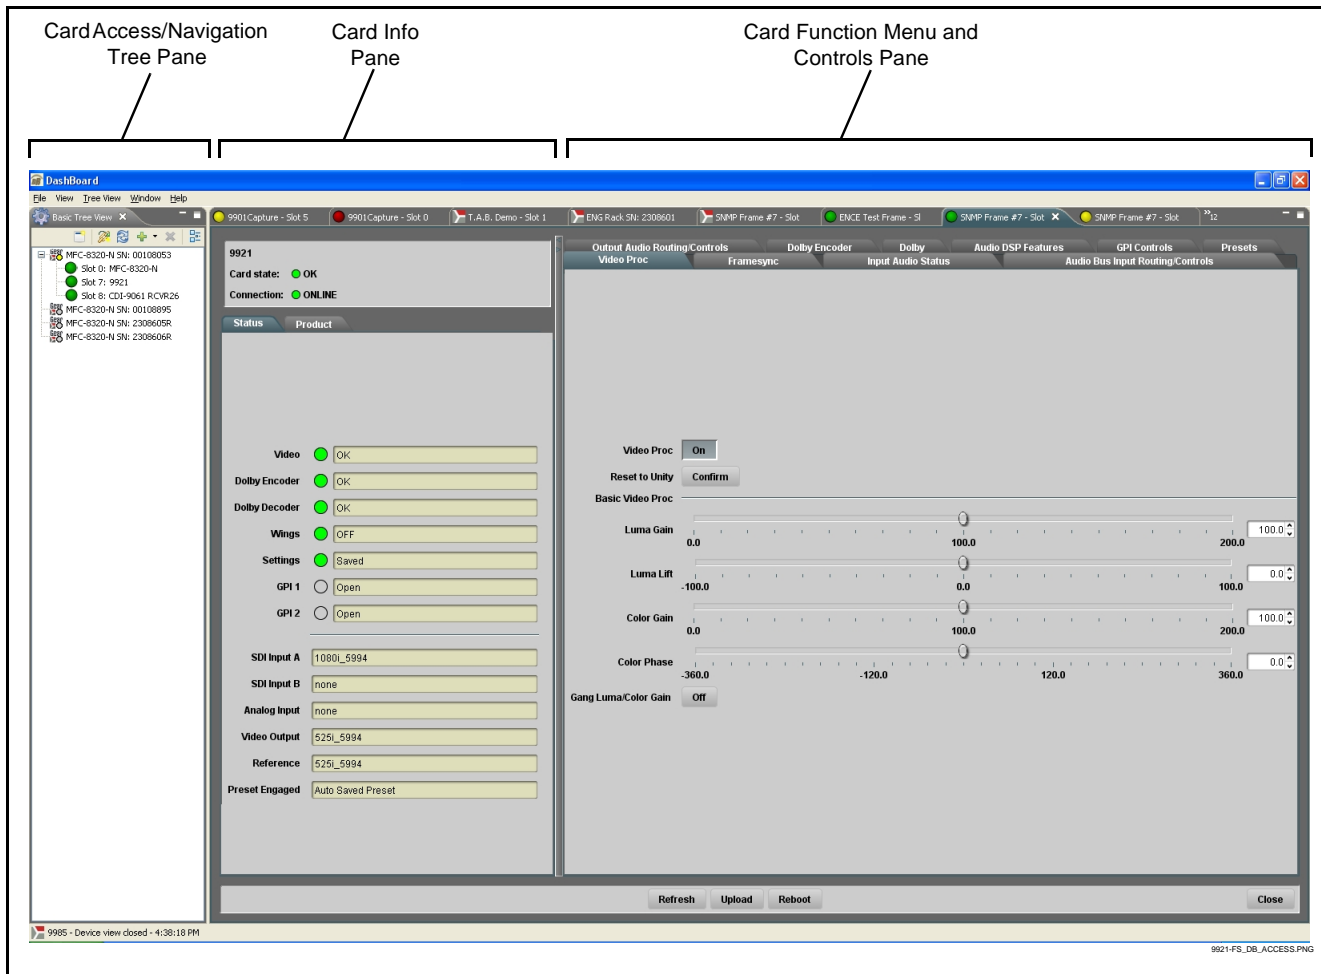 Card Access/Navigation
Tree Pane
Card Info
Pane
Card Function Menu and
Controls Pane
DashBoard
File View Tree View Window Help
Basic Tree View
9901Capture - Slot 5
9901Capture - Slot 0
T.A.B. Demo - Slot 1
ENG Rack SN: 2308601
SNMP Frame #7 - Slot
ENCE Test Frame - Sl
SNMP Frame #7 - Slot
SNMP Frame #7 - Slot
»12
MFC-8320-N SN: 00108053
Slot 0: MFC-8320-N
Slot 7: 9921
Slot 8: CDI-9061 RCVR26
MFC-8320-N SN: 00108895
MFC-8320-N SN: 2308605R
MFC-8320-N SN: 2308606R
9921
Card state: OK
Connection: ONLINE
Status Product
Video OK
Dolby Encoder OK
Dolby Decoder OK
Wings OFF
Settings Saved
GPI 1 Open
GPI 2 Open
SDI Input A 1080i_5994
SDI Input B none
Analog Input none
Video Output 525i_5994
Reference 525i_5994
Preset Engaged Auto Saved Preset
Output Audio Routing/Controls Dolby Encoder Dolby Audio DSP Features GPI Controls Presets
Video Proc Framesync Input Audio Status Audio Bus Input Routing/Controls
Video Proc On
Reset to Unity Confirm
Basic Video Proc
Luma Gain 100.0
0.0 100.0 200.0
Luma Lift 0.0
-100.0 0.0 100.0
Color Gain 100.0
0.0 100.0 200.0
Color Phase 0.0
-360.0 -120.0 120.0 360.0
Gang Luma/Color Gain Off
Refresh Upload Reboot Close
9985 - Device view closed - 4:38:18 PM
9921-FS_DB_ACCESS.PNG